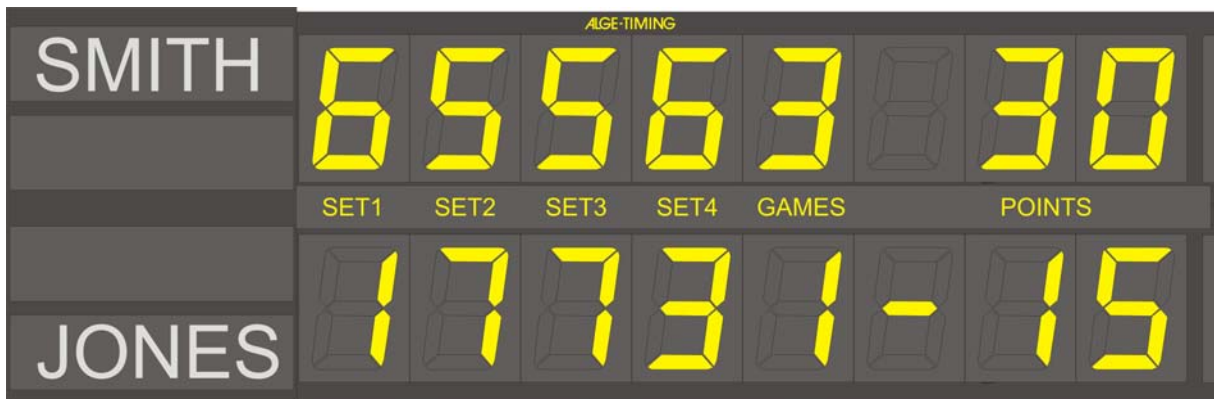 ALGE-TIMING
SMITH 6 5 5 6 3 30
SET1 SET2 SET3 SET4 GAMES POINTS
JONES 1 7 7 3 1 - 15